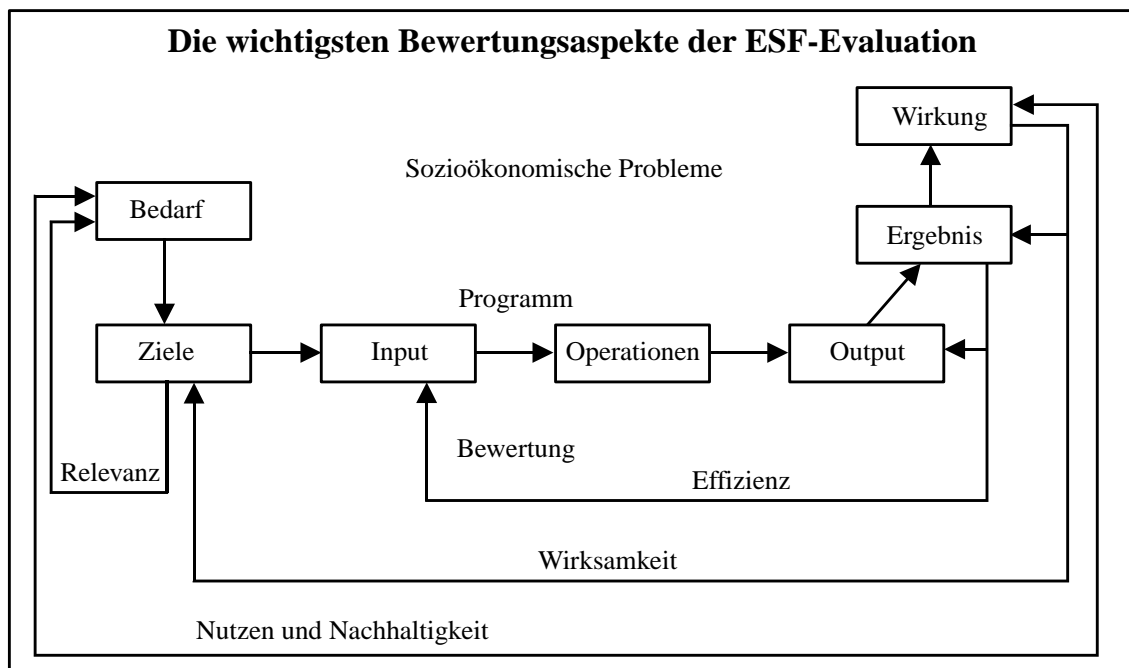 Die wichtigsten Bewertungsaspekte der ESF-Evaluation
Wirkung
Sozioökonomische Probleme
Bedarf
Ergebnis
Programm
Ziele
Input
Operationen
Output
Bewertung
Relevanz
Effizienz
Wirksamkeit
Nutzen und Nachhaltigkeit